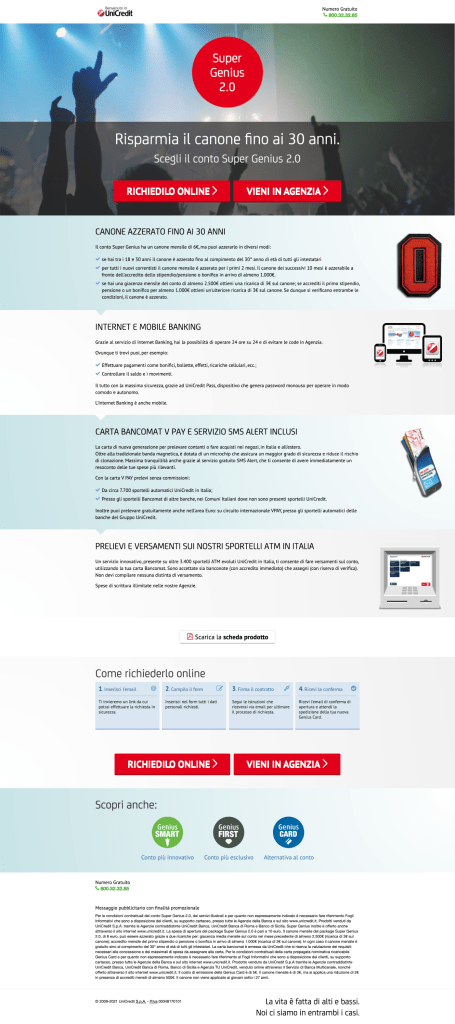 Benvenuto in
UniCredit
Numero Gratuito
800.32.32.85
Super
Genius
2.0
Risparmia il canone fino ai 30 anni.
Scegli il conto Super Genius 2.0
RICHIEDILO ONLINE
VIENI IN AGENZIA
CANONE AZZERATO FINO AI 30 ANNI
Il conto Super Genius ha un canone mensile di 6€, ma puoi azzerarlo in diversi modi:
se hai tra i 18 e 30 anni il canone è azzerato fino al compimento del 30° anno di età di tutti gli intestatari
per tutti i nuovi correntisti il canone mensile è azzerato per i primi 2 mesi. Il canone dei successivi 10 mesi è azzerabile a
fronte dell'accredito dello stipendio/pensione o bonifico in arrivo di almeno 1.000€.
se hai una giacenza mensile del conto di almeno 2.500€ ottieni una ricarica di 3€ sul canone; se accrediti il primo stipendio,
pensione o un bonifico per almeno 1.000€ ottieni un'ulteriore ricarica di 3€ sul canone. Se dunque si verificano entrambe le
condizioni, il canone è azzerato.
INTERNET E MOBILE BANKING
Grazie al servizio di Internet Banking, hai la possibilità di operare 24 ore su 24 e di evitare le code in Agenzia.
Ovunque ti trovi puoi, per esempio:
Effettuare pagamenti come bonifici, bollette, effetti, ricariche cellulari, ecc.;
Controllare il saldo e i movimenti.
Il tutto con la massima sicurezza, grazie ad UniCredit Pass, dispositivo che genera password monouso per operare in modo
comodo e autonomo.
L'Internet Banking è anche mobile.
CARTA BANCOMAT V PAY E SERVIZIO SMS ALERT INCLUSI
La carta di nuova generazione per prelevare contanti o fare acquisti nei negozi, in Italia e all'estero.
Oltre alla tradizionale banda magnetica, è dotata di un microchip che assicura un maggior grado di sicurezza e riduce il rischio
di clonazione. Massima tranquillità anche grazie al servizio gratuito SMS Alert, che ti consente di avere immediatamente un
resoconto delle tue spese più rilevanti.
Con la carta V PAY prelevi senza commissioni:
Da circa 7.700 sportelli automatici UniCredit in Italia;
Presso gli sportelli Bancomat di altre banche, nei Comuni italiani dove non sono presenti sportelli UniCredit.
Inoltre puoi prelevare gratuitamente anche nell'area Euro: su circuito internazionale VPAY, presso gli sportelli automatici delle
banche del Gruppo UniCredit.
PRELIEVI E VERSAMENTI SUI NOSTRI SPORTELLI ATM IN ITALIA
Un servizio innovativo, presente su oltre 3.400 sportelli ATM evoluti UniCredit in Italia, ti consente di fare versamenti sul conto,
utilizzando la tua carta Bancomat. Sono accettate sia banconote (con accredito immediato) che assegni (con riserva di verifica).
Non devi compilare nessuna distinta di versamento.
Spese di scrittura illimitate nelle nostre Agenzie.
Scarica la scheda prodotto
Come richiederlo online
1. Inserisci l'email
Ti invieremo un link da cui
potrai effettuare la richiesta in
sicurezza.
2. Compila il form
Inserisci nel form tutti i dati
personali richiesti.
3. Firma il contratto
Segui le istruzioni che
riceverai via email per ultimare
il processo di richiesta.
4. Ricevi la conferma
Ricevi l'email di conferma di
apertura e attendi la
spedizione della tua nuova
Genius Card.
RICHIEDILO ONLINE
VIENI IN AGENZIA
Scopri anche:
Genius
SMART
Genius
FIRST
Genius
CARD
Conto più innovativo
Conto più esclusivo
Alternativa al conto
Numero Gratuito
800.32.32.85
Messaggio pubblicitario con finalità promozionale
© 2009-2021 UniCredit S.p.A. - P.iva 00348170101
La vita è fatta di alti e bassi.
Noi ci siamo in entrambi i casi.